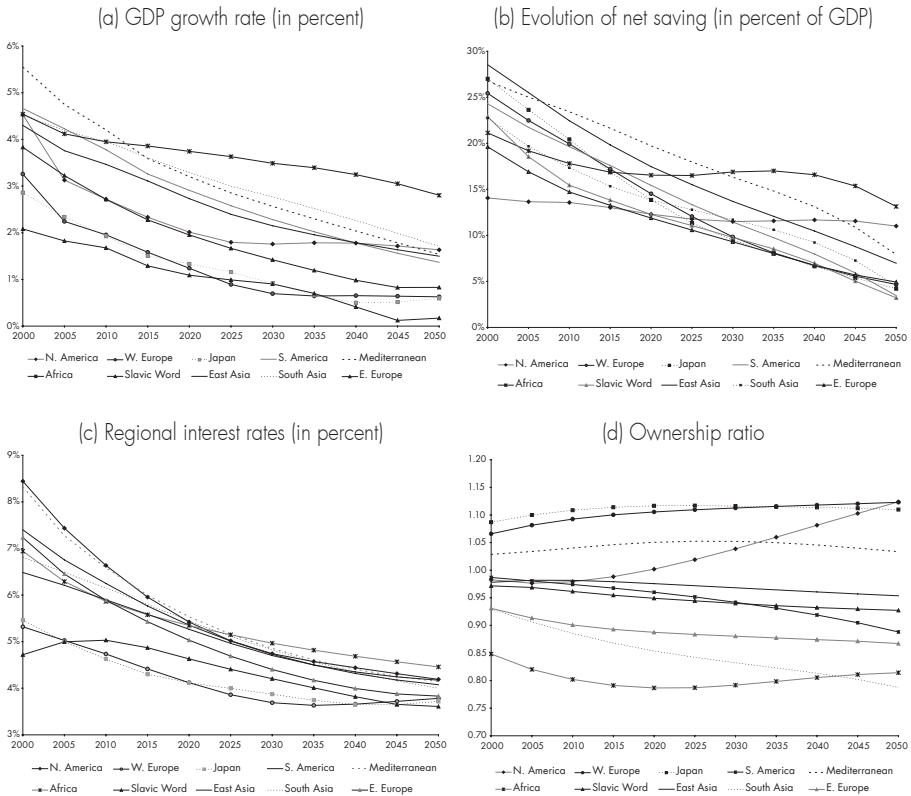 (a) GDP growth rate (in percent)
6%
5%
4%
3%
2%
1%
0%
2000 2005 2010 2015 2020 2025 2030 2035 2040 2045 2050
N. America W. Europe Japan S. America Mediterranean
Africa Slavic Word East Asia South Asia E. Europe
(b) Evolution of net saving (in percent of GDP)
30%
25%
20%
15%
10%
5%
0%
2000 2005 2010 2015 2020 2025 2030 2035 2040 2045 2050
N. America W. Europe Japan S. America Mediterranean
Africa Slavic Word East Asia South Asia E. Europe
(c) Regional interest rates (in percent)
9%
8%
7%
6%
5%
4%
3%
2000 2005 2010 2015 2020 2025 2030 2035 2040 2045 2050
N. America W. Europe Japan S. America Mediterranean
Africa Slavic Word East Asia South Asia E. Europe
(d) Ownership ratio
1.20
1.15
1.10
1.05
1.00
0.95
0.90
0.85
0.80
0.75
0.70
2000 2005 2010 2015 2020 2025 2030 2035 2040 2045 2050
N. America W. Europe Japan S. America Mediterranean
Africa Slavic Word East Asia South Asia E. Europe